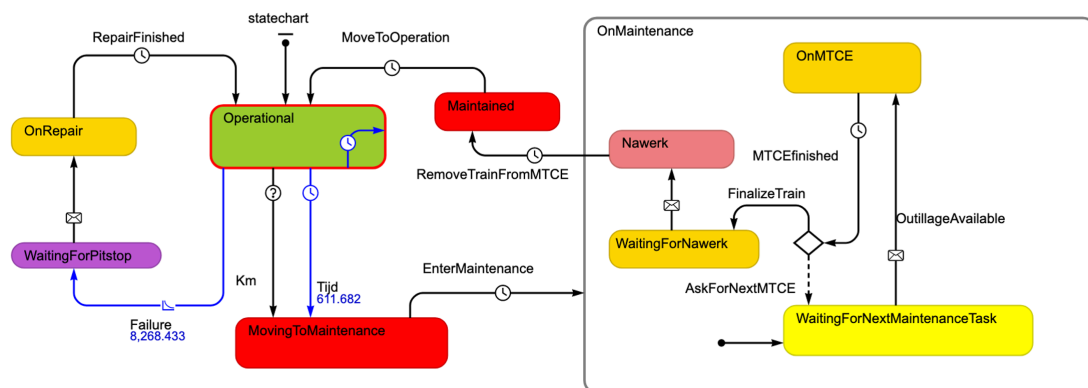 statechart
OnMaintenance
RepairFinished
MoveToOperation
OnMTCE
Maintained
Operational
OnRepair
?
Nawerk
MTCEfinished
RemoveTrainFromMTCE
FinalizeTrain
OutillageAvailable
WaitingForPitstop
WaitingForNawerk
EnterMaintenance
Km
Tijd
611.682
AskForNextMTCE
Failure
8,268.433
MovingToMaintenance
WaitingForNextMaintenanceTask